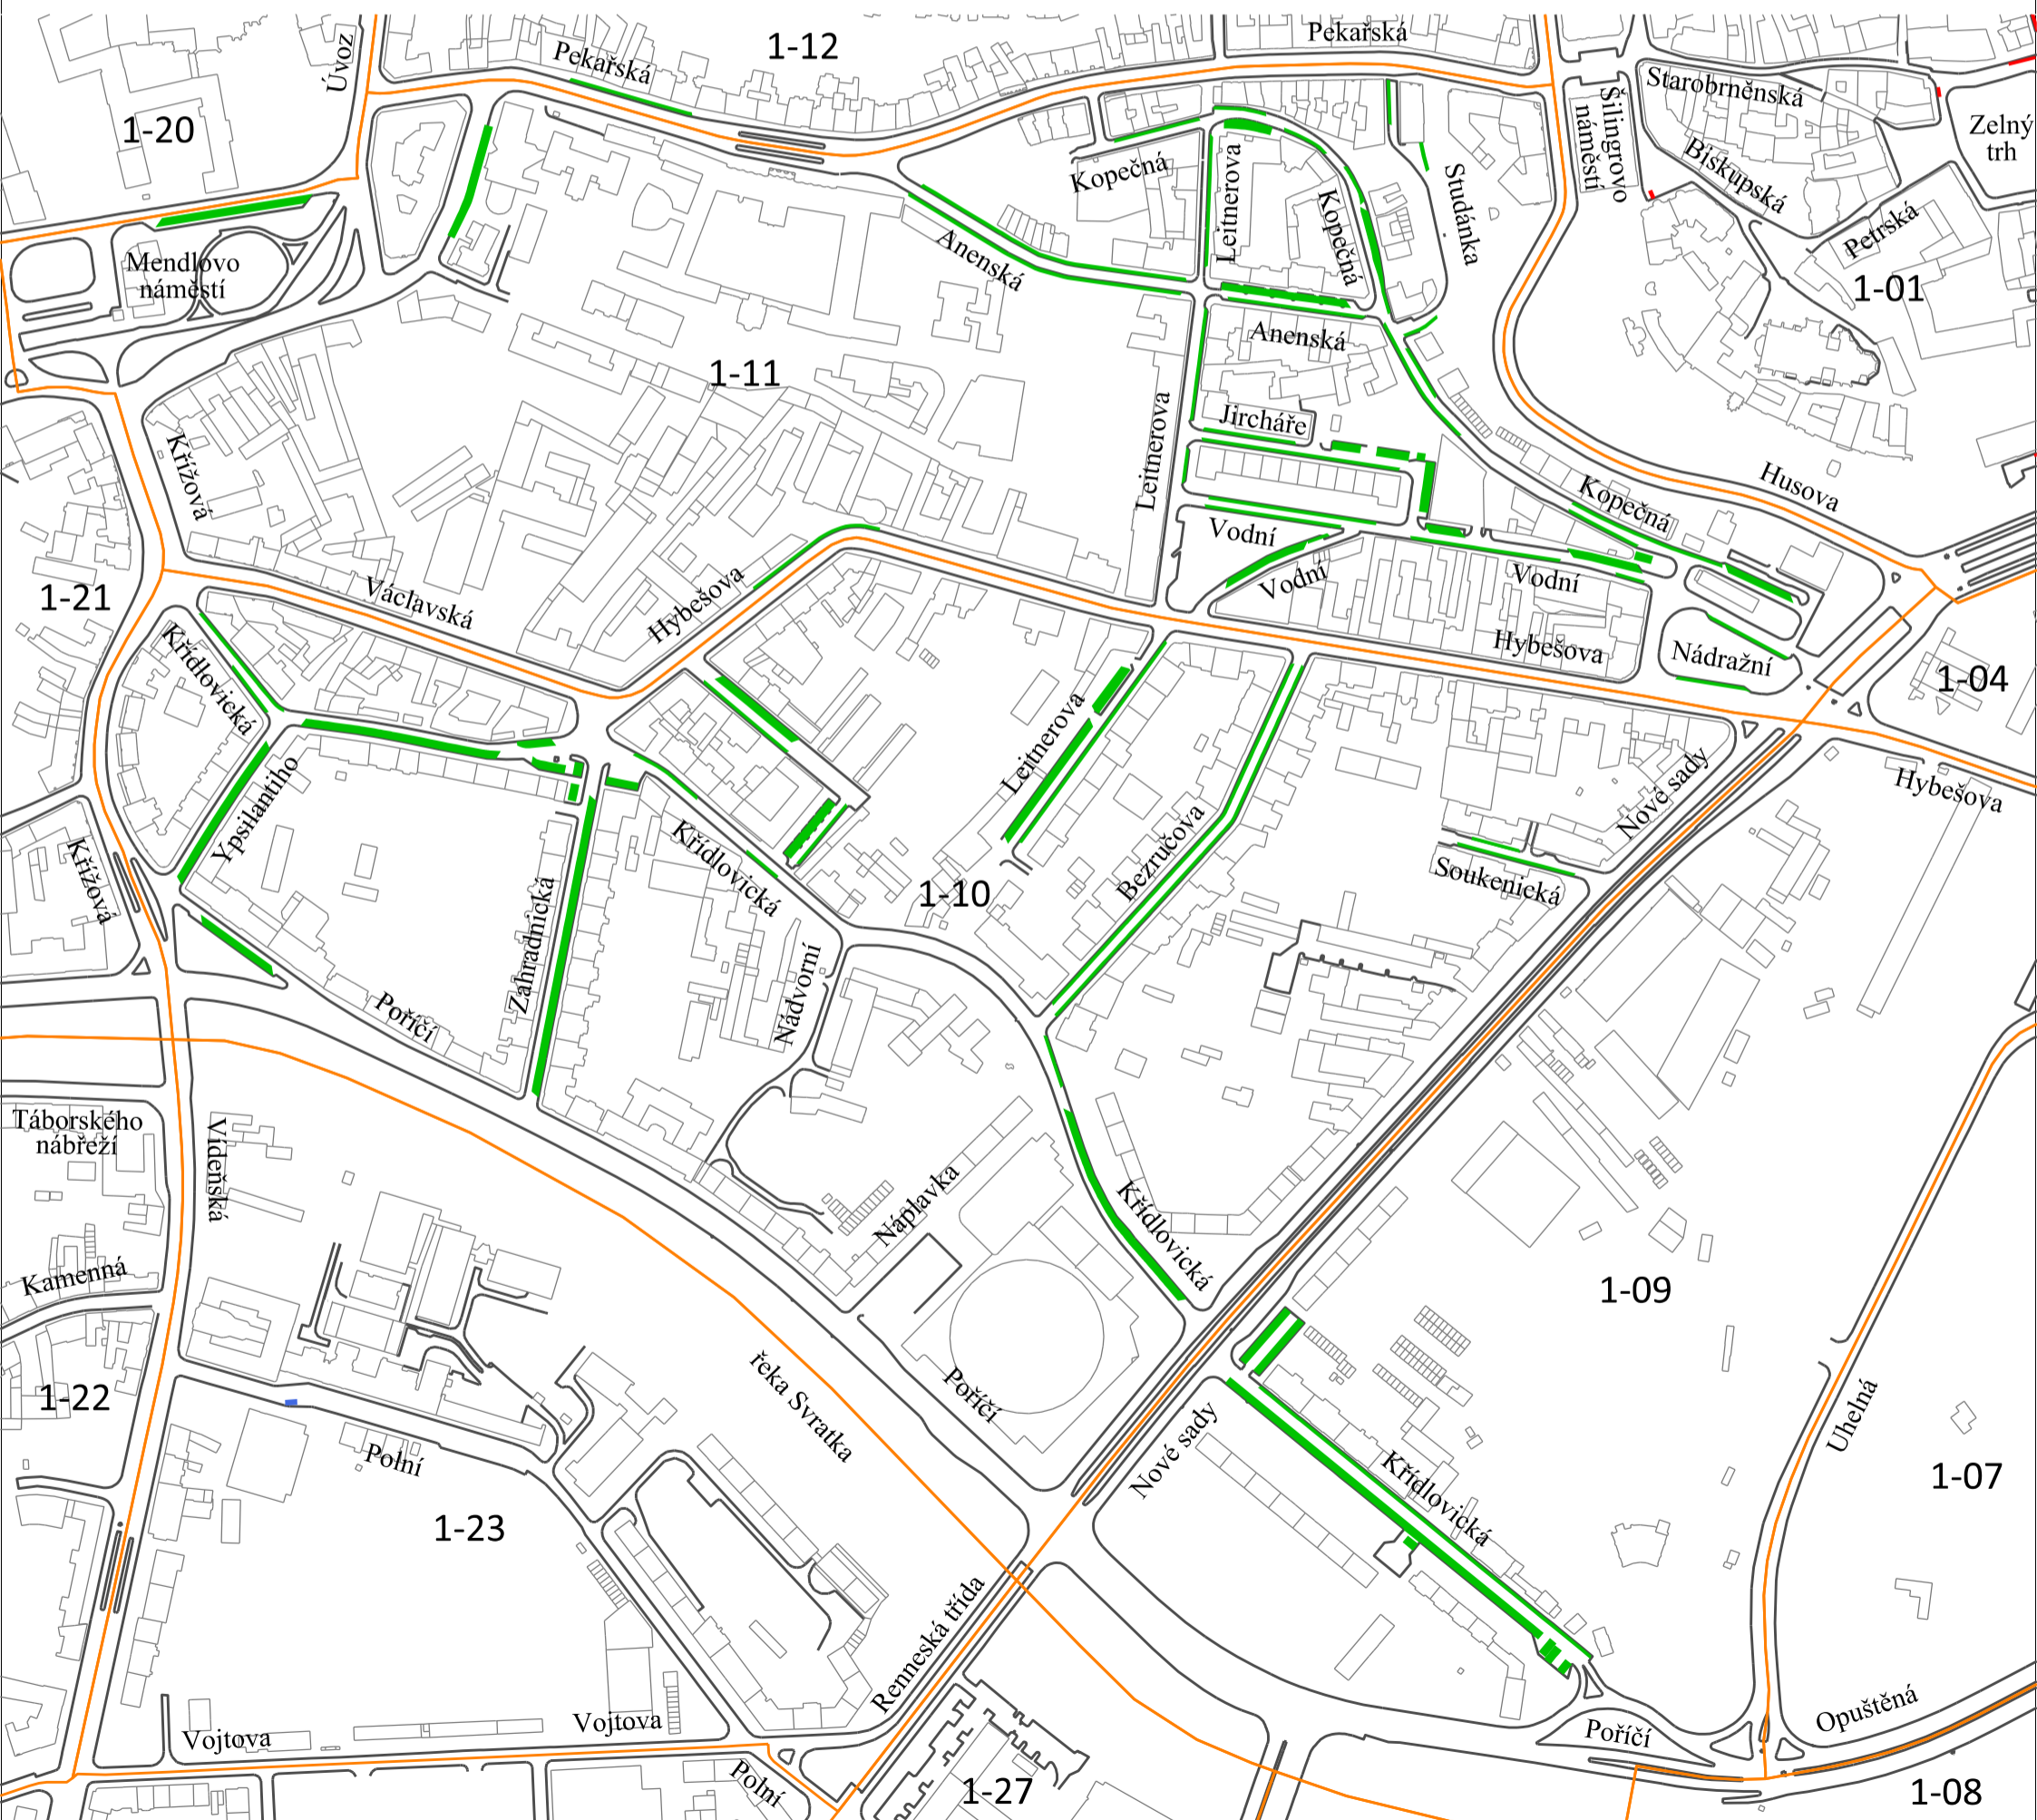 Pekařská
1-12
Pekařská
Úvoz
Starobrněnská
Šilingrovo
náměstí
1-20
Zelný
trh
Biskupská
Kopečná
Leitnerova
Kopečná
Studánka
Petrská
Mendlovo
náměstí
Anenská
1-01
Anenská
1-11
Jircháře
Leitnerova
Křížová
Husova
Kopečná
Vodní
Vodní
Vodní
1-21
Václavská
Hybešova
Hybešova
Nádražní
1-04
Křídlovická
Leitnerova
Ypsilantiho
Nové sady
Hybešova
Křídlovická
Bezručova
Soukenická
Křížová
1-10
Zahradnická
Nádvorní
Poříčí
Táborského
nábřeží
Vídeňská
Náplavka
Křídlovická
Kamenná
1-09
řeka Svratka
Poříčí
1-22
Uhelná
Nové sady
Polní
Křídlovická
1-07
1-23
Renneská třída
Vojtova
Vojtova
Opuštěná
Poříčí
Polní
1-27
1-08